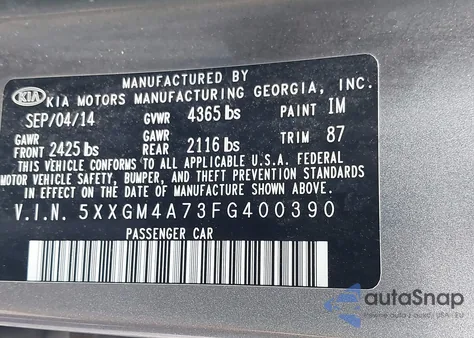 MANUFACTURED BY
KIA KIA MOTORS MANUFACTURING GEORGIA, INC.
SEP/04/14 GVWR 4365 lbs PAINT IM
GAWR FRONT 2425 lbs GAWR REAR 2116 lbs TRIM 87
THIS VEHICLE CONFORMS TO ALL APPLICABLE U.S.A. FEDERAL
MOTOR VEHICLE SAFETY, BUMPER, AND THEFT PREVENTION STANDARDS
IN EFFECT ON THE DATE OF MANUFACTURE SHOWN ABOVE.
V.I.N. 5XXGM4A73FG400390
PASSENGER CAR
autoSnap
USA - EU